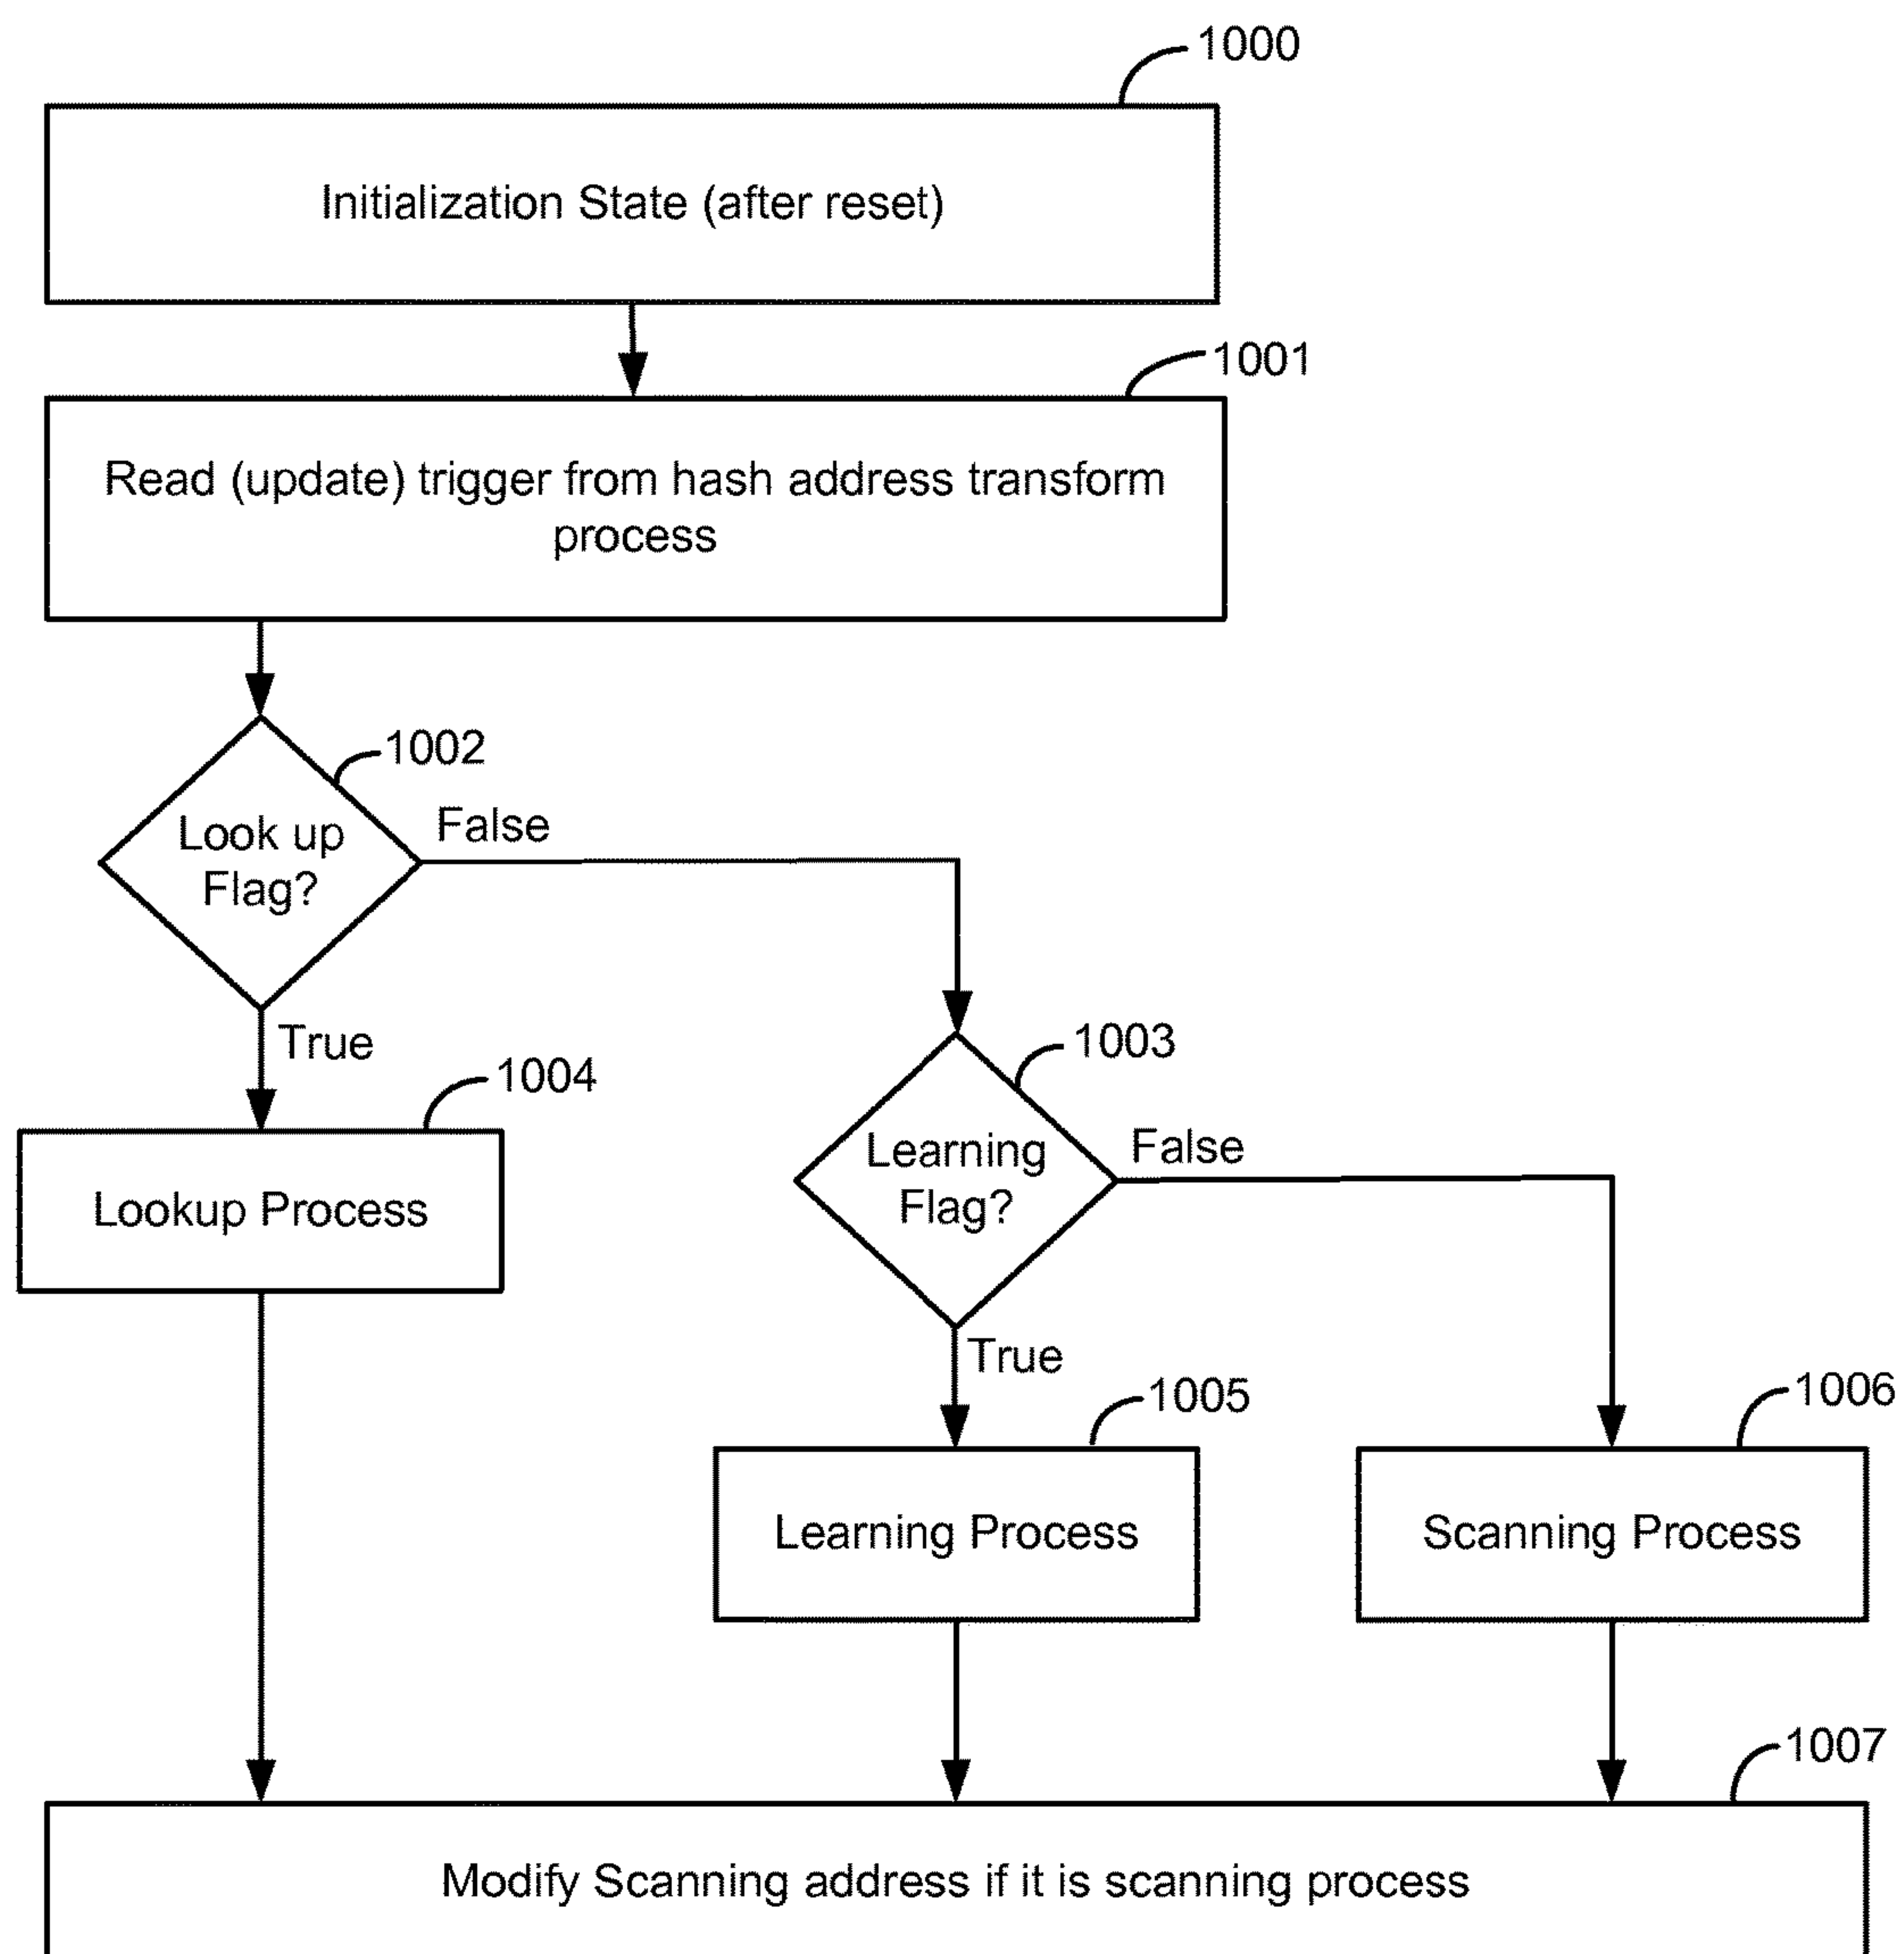 1000
Initialization State (after reset)
1001
Read (update) trigger from hash address transform
process
1002
Look up
Flag?
False
True
1003
Learning
Flag?
False
True
1004
Lookup Process
1005
Learning Process
1006
Scanning Process
1007
Modify Scanning address if it is scanning process